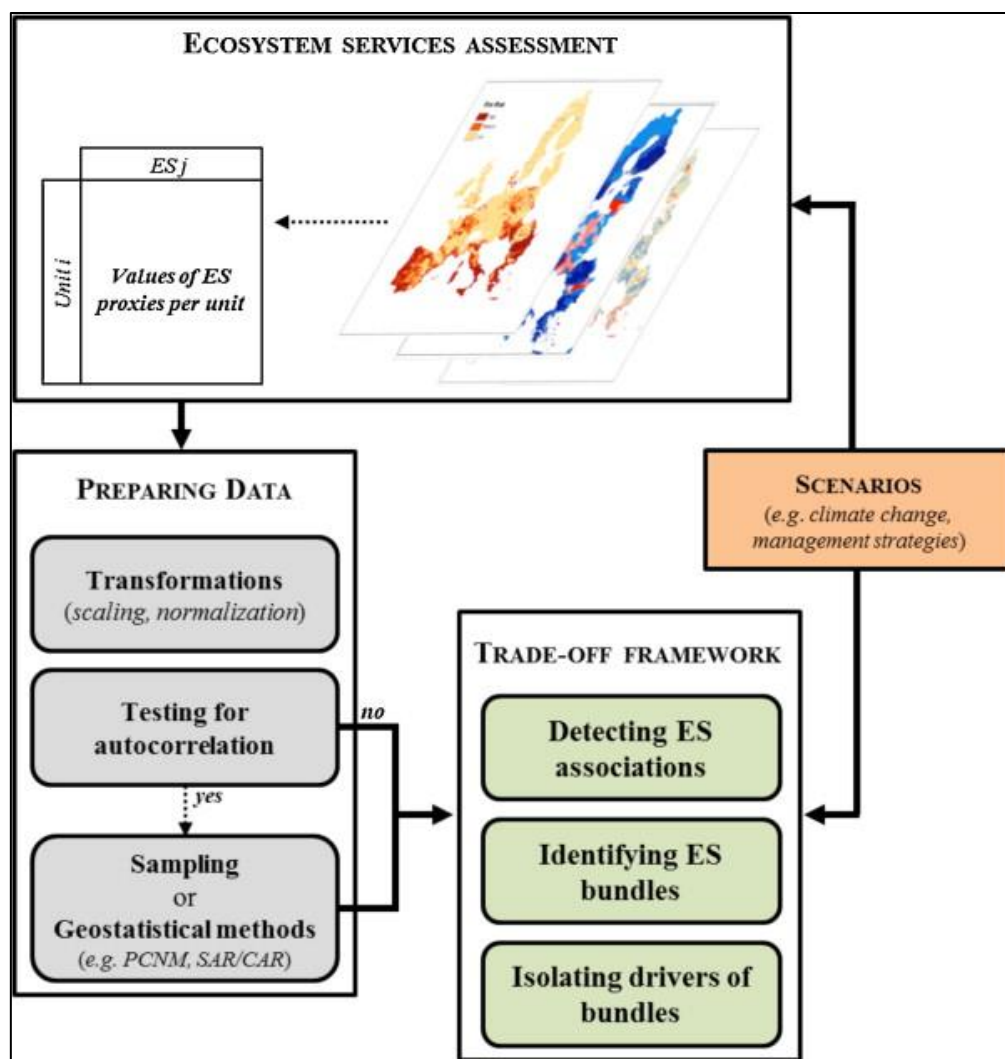 ECOSYSTEM SERVICES ASSESSMENT
ES j
Unit i
Values of ES
proxies per unit
PREPARING DATA
Transformations
(scaling, normalization)
Testing for
autocorrelation
no
yes
Sampling
or
Geostatistical methods
(e.g. PCNM, SAR/CAR)
SCENARIOS
(e.g. climate change,
management strategies)
TRADE-OFF FRAMEWORK
Detecting ES
associations
Identifying ES
bundles
Isolating drivers of
bundles